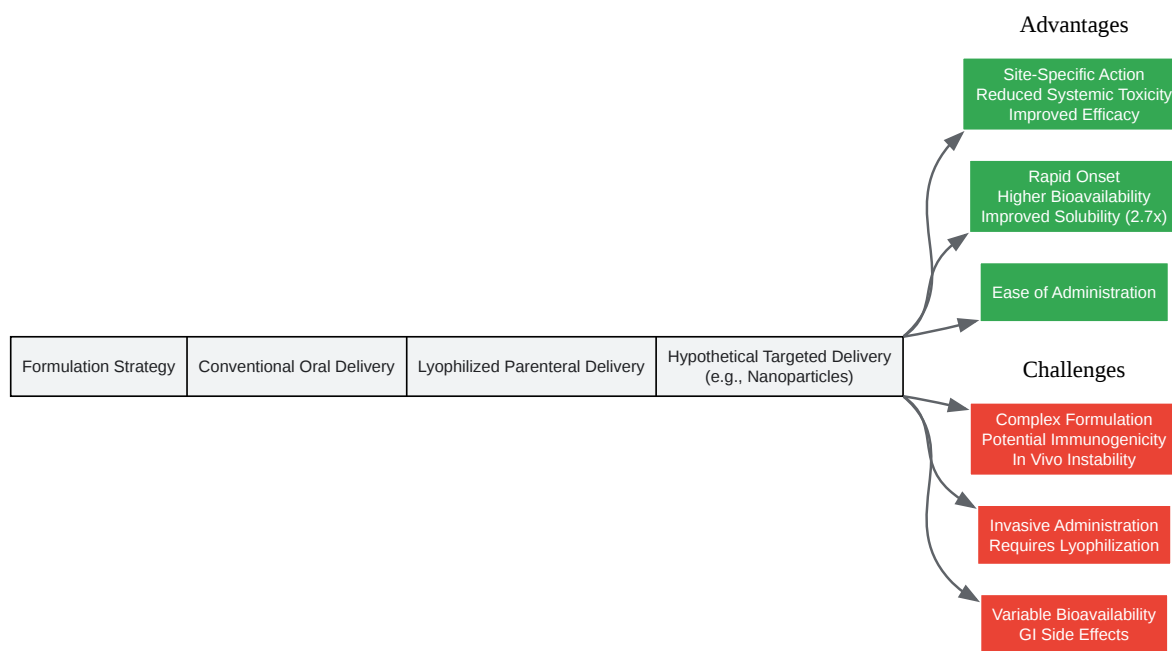 Advantages
Site-Specific Action
Reduced Systemic Toxicity
Improved Efficacy
Rapid Onset
Higher Bioavailability
Improved Solubility (2.7x)
Ease of Administration
Formulation Strategy
Conventional Oral Delivery
Lyophilized Parenteral Delivery
Hypothetical Targeted Delivery
(e.g., Nanoparticles)
Challenges
Complex Formulation
Potential Immunogenicity
In Vivo Instability
Invasive Administration
Requires Lyophilization
Variable Bioavailability
GI Side Effects